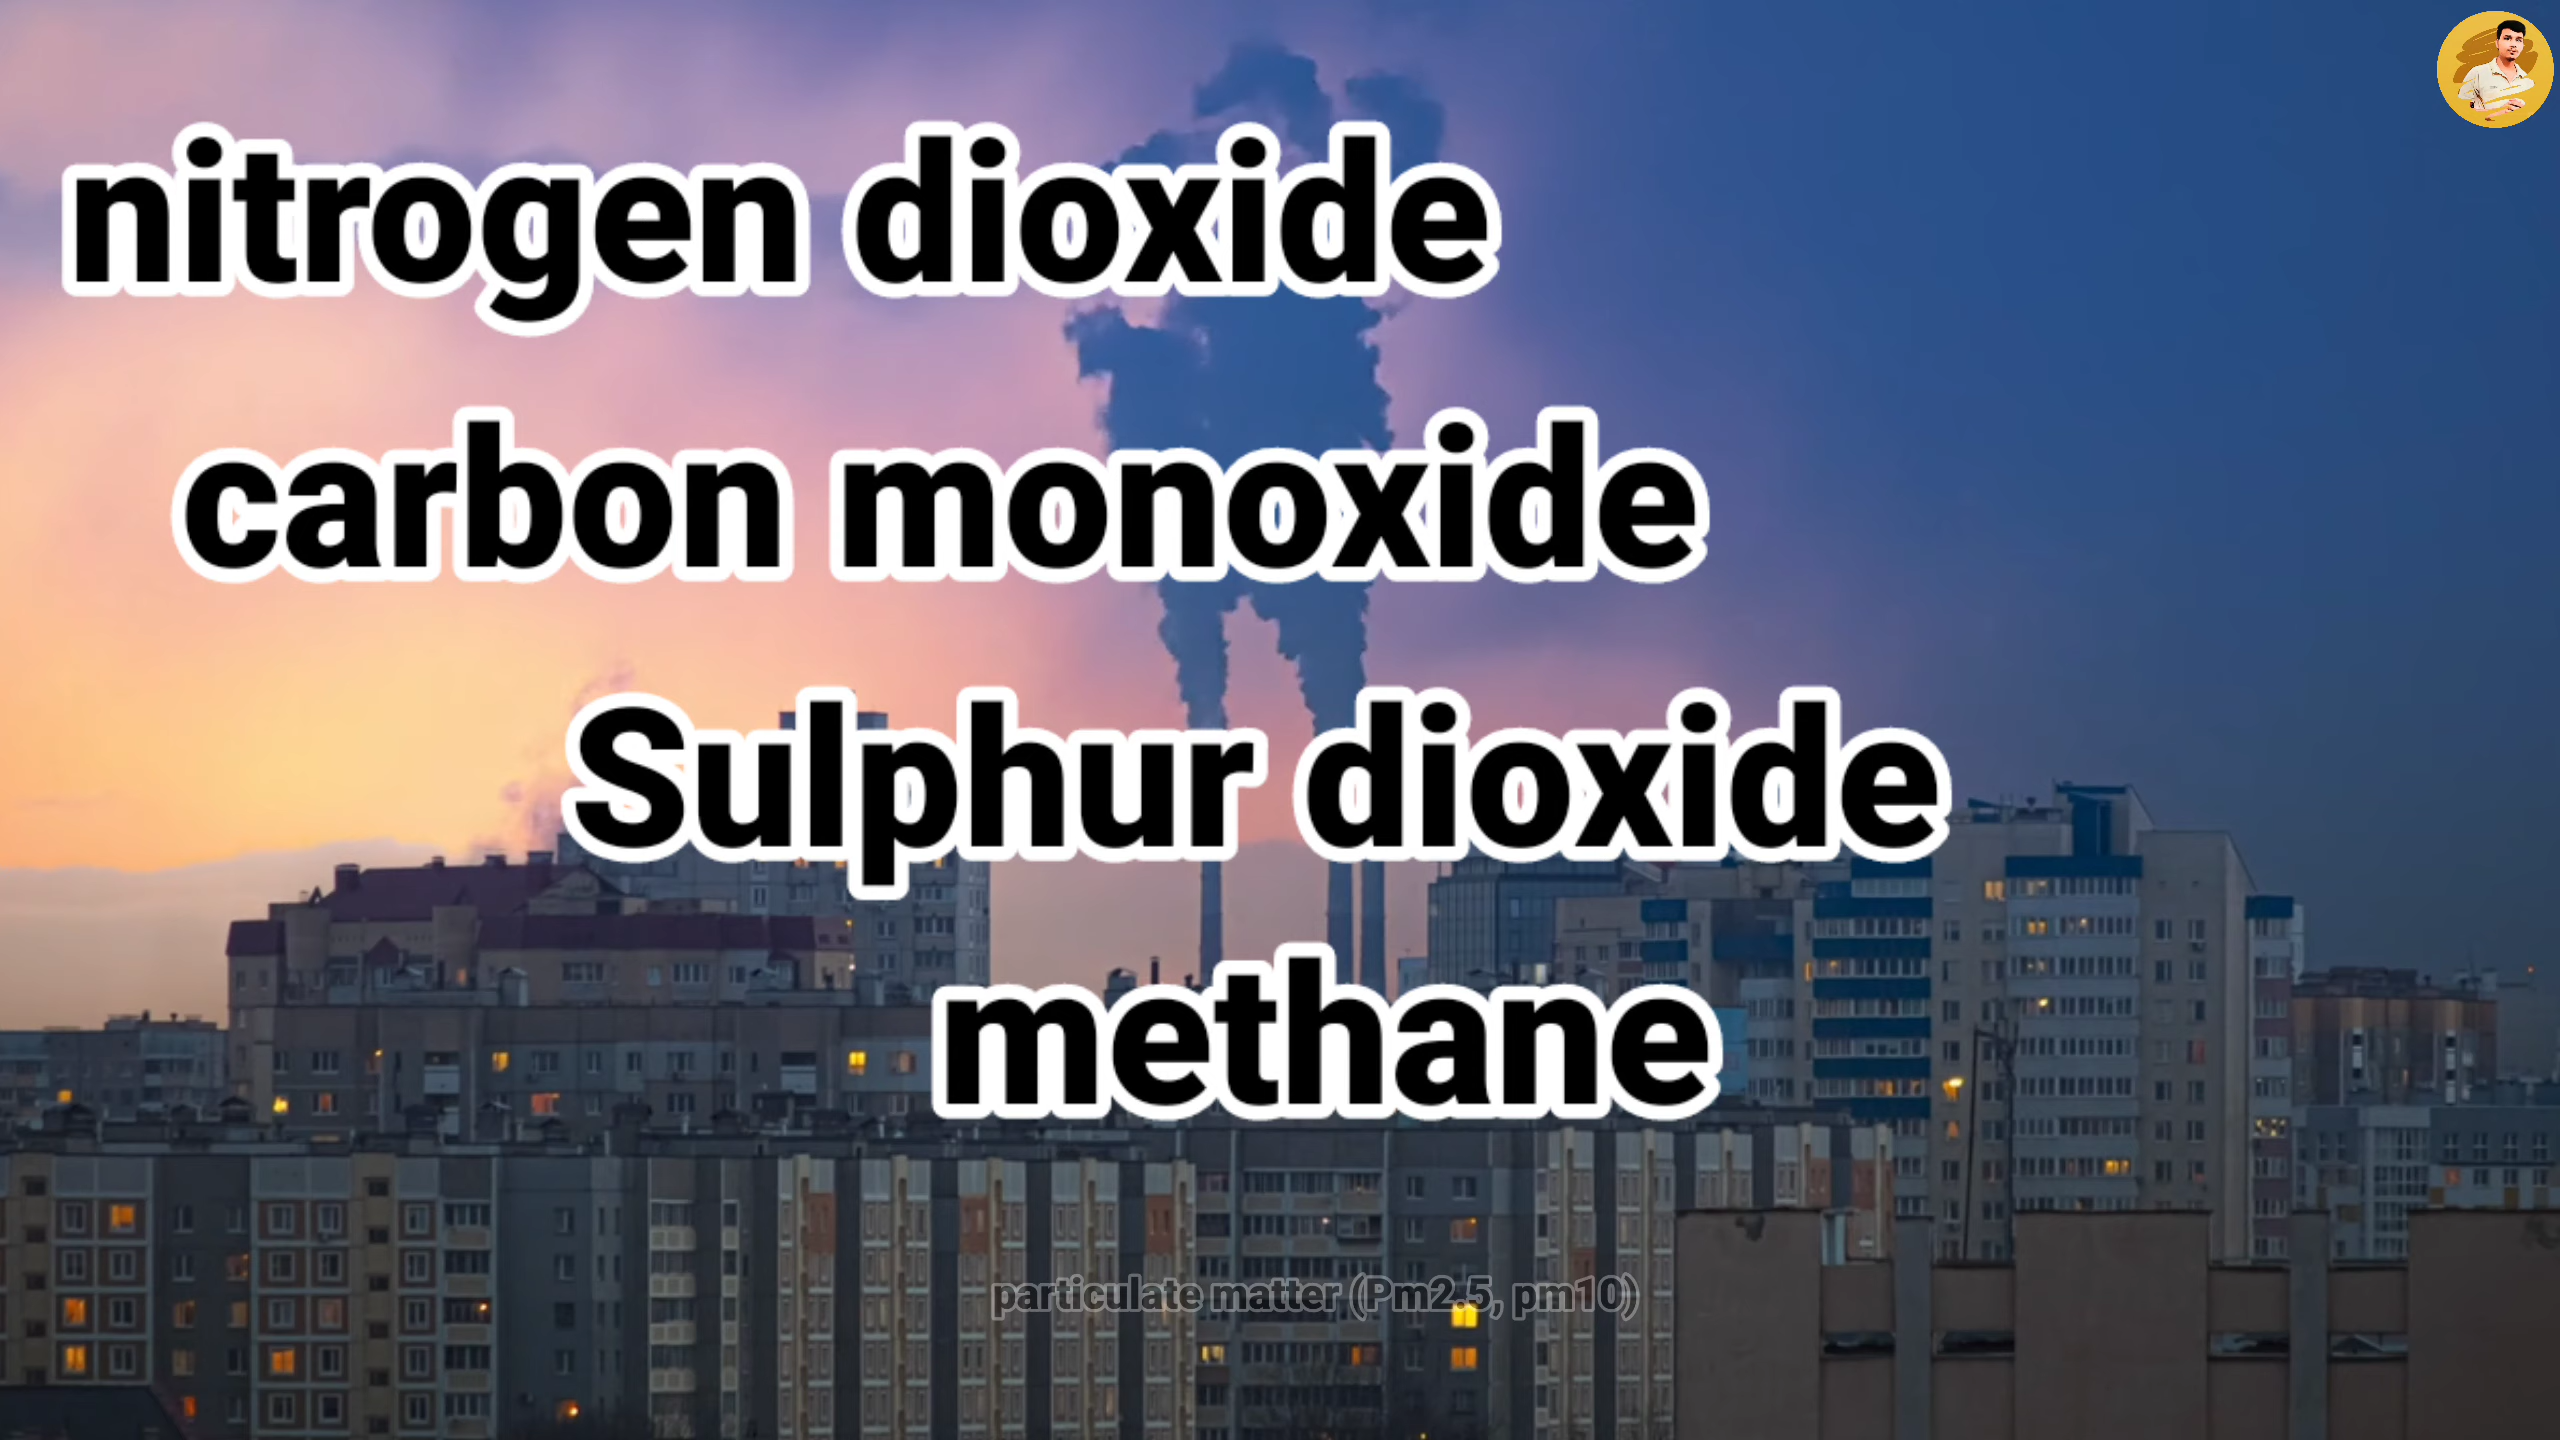 nitrogen dioxide
carbon monoxide
Sulphur dioxide
methane
particulate matter (Pm2.5, pm10)